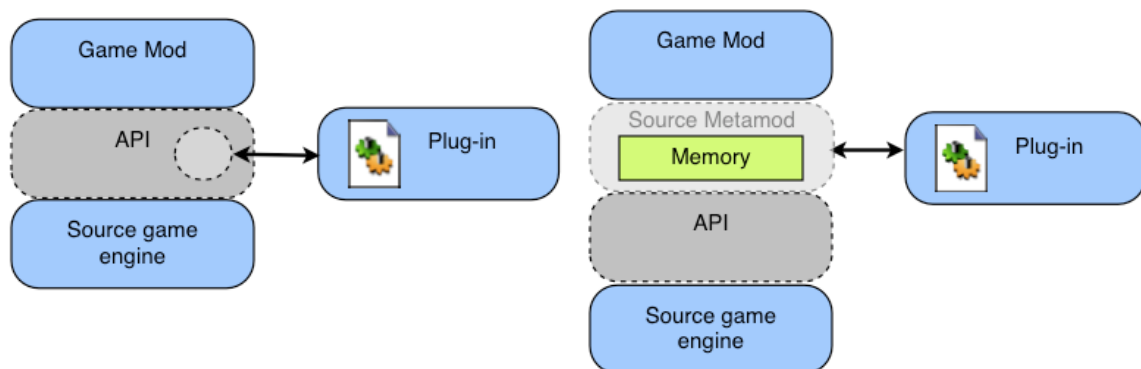 Game Mod
API
Plug-in
Source game
engine
Game Mod
Source Metamod
Memory
Plug-in
API
Source game
engine